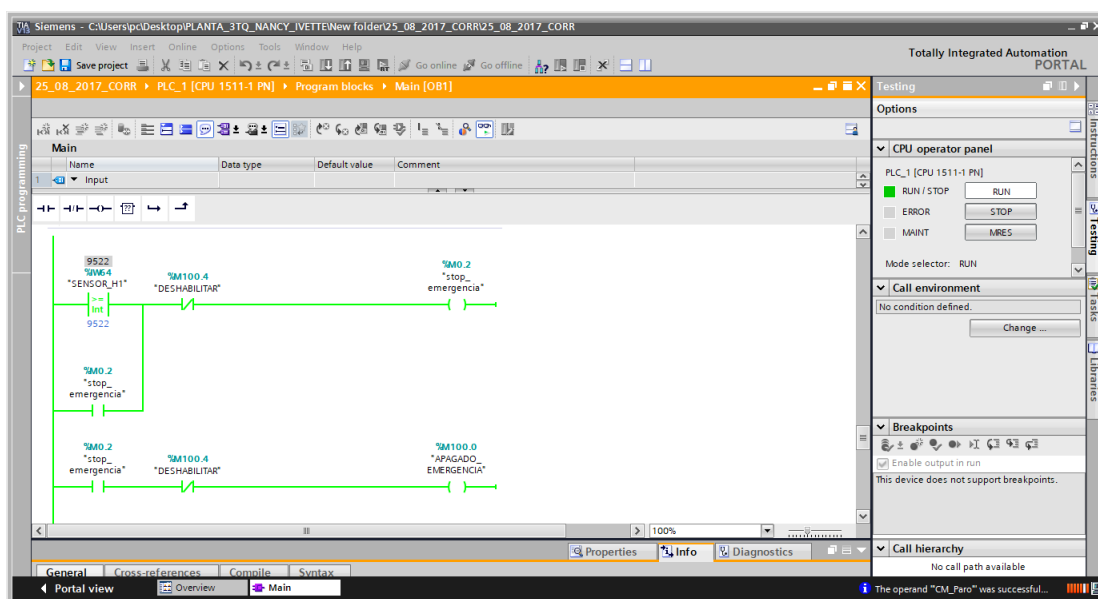 Siemens - C:\Users\pc\Desktop\PLANTA_3TQ_NANCY_IVETTE\New folder\25_08_2017_CORR\25_08_2017_CORR
Project Edit View Insert Online Options Tools Window Help
Totally Integrated Automation
PORTAL
Save project
Go online
Go offline
25_08_2017_CORR ▸ PLC_1 [CPU 1511-1 PN] ▸ Program blocks ▸ Main [OB1]
Main
Name Data type Default value Comment
1 Input
PLC programming
9522
%IW64
"SENSOR_H1"
>=
Int
9522
%M100.4
"DESHABILITAR"
%M0.2
"stop_
emergencia"
%M0.2
"stop_
emergencia"
%M0.2
"stop_
emergencia"
%M100.4
"DESHABILITAR"
%M100.0
"APAGADO_
EMERGENCIA"
100%
Properties Info Diagnostics
General Cross-references Compile Syntax
Testing
Options
CPU operator panel
PLC_1 [CPU 1511-1 PN]
RUN / STOP RUN
ERROR STOP
MAINT MRES
Mode selector: RUN
Call environment
No condition defined.
Change ...
Breakpoints
Enable output in run
This device does not support breakpoints.
Call hierarchy
No call path available
Instructions
Testing
Tasks
Libraries
Portal view Overview Main
The operand "CM_Paro" was successful...